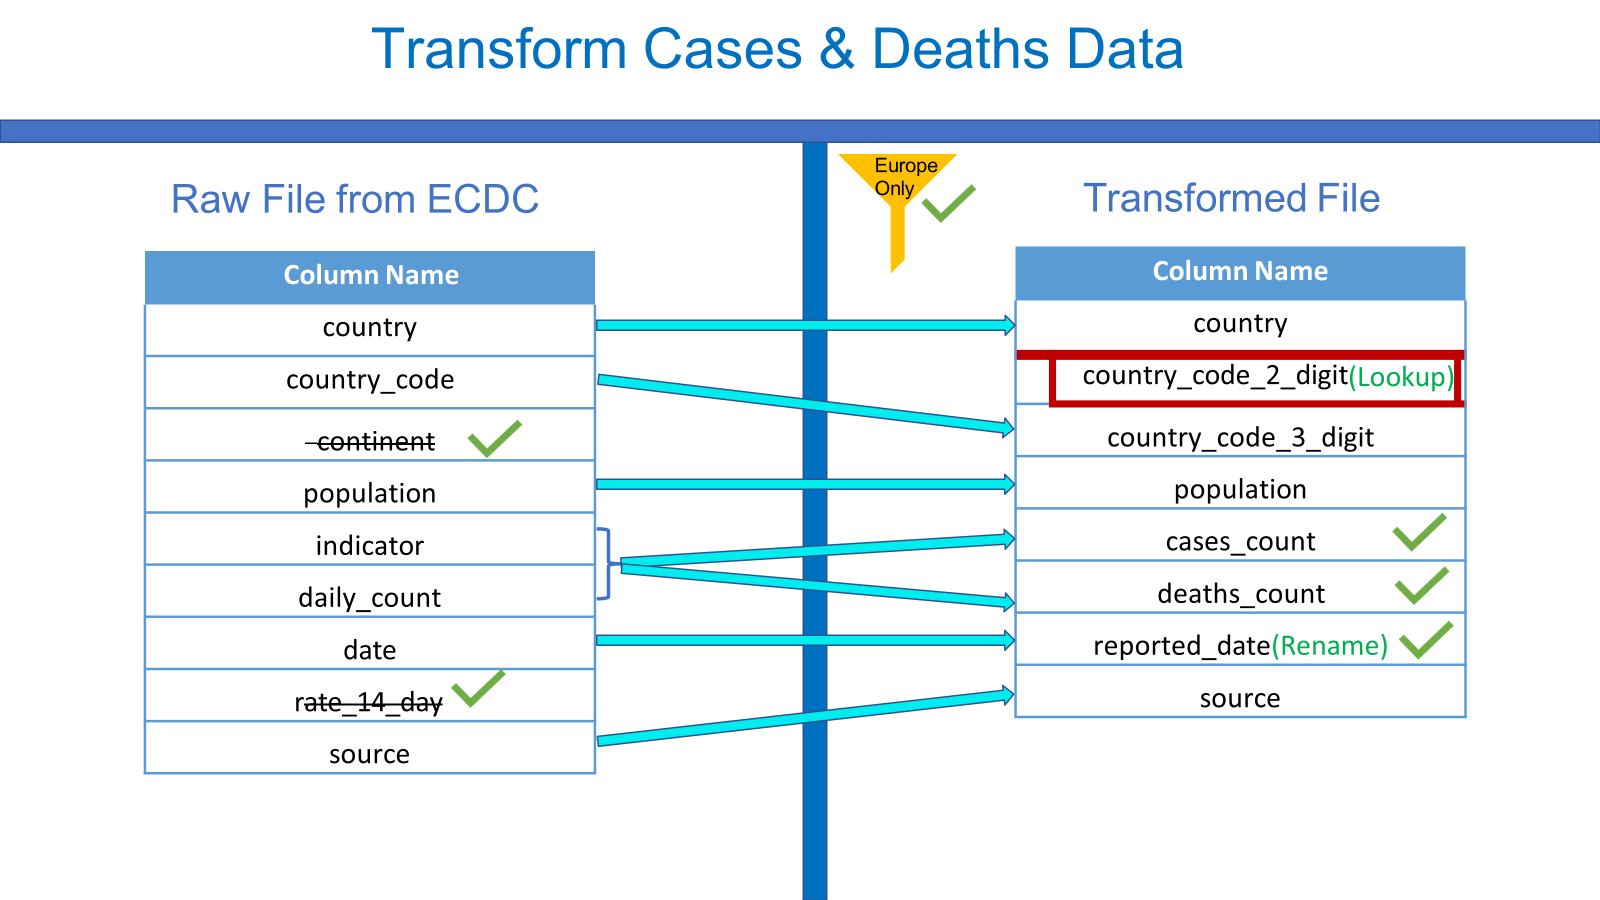 Transform Cases & Deaths Data
Raw File from ECDC
Europe
Only
Transformed File
Column Name
country
country_code
continent
population
indicator
daily_count
date
rate_14_day
source
Column Name
country
country_code_2_digit(Lookup)
country_code_3_digit
population
cases_count
deaths_count
reported_date(Rename)
source